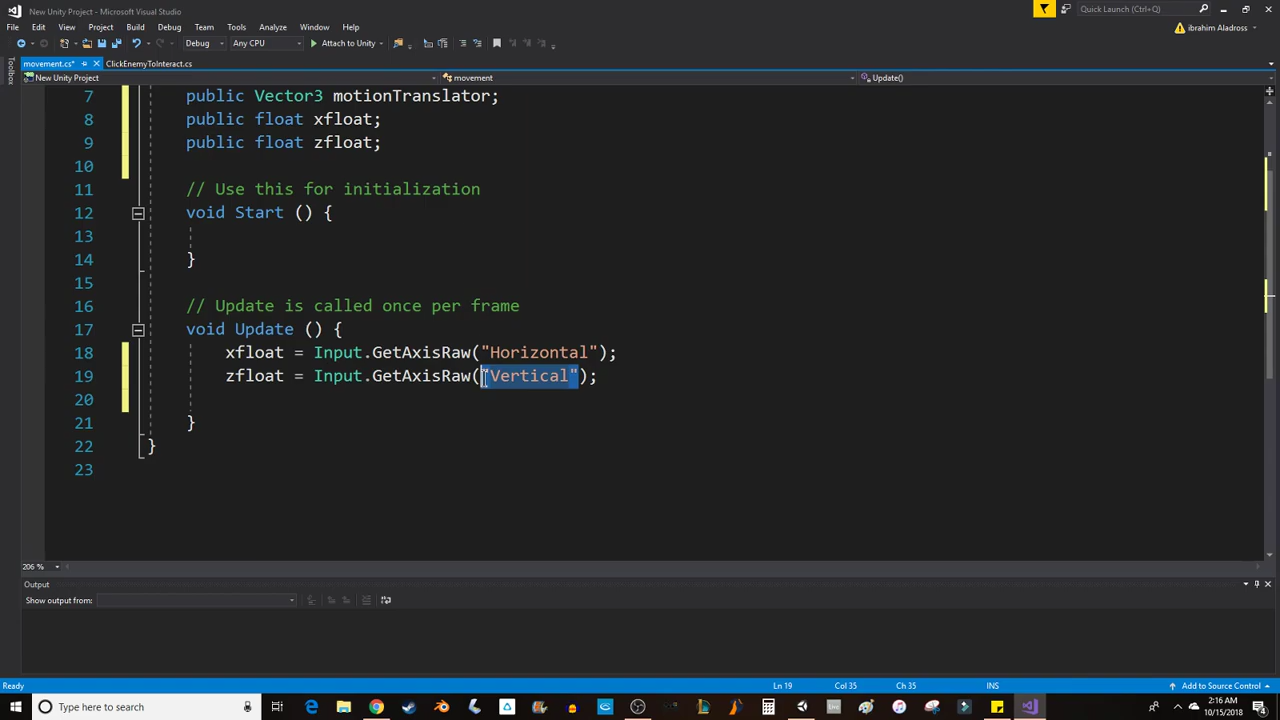 New Unity Project - Microsoft Visual Studio
Quick Launch (Ctrl+Q)
File Edit View Project Build Debug Team Tools Analyze Window Help
ibrahim Aladross
Debug Any CPU Attach to Unity
Toolbox
movement.cs* ClickEnemyToInteract.cs
New Unity Project movement Update()
7 public Vector3 motionTranslator;
8 public float xfloat;
9 public float zfloat;
10
11 // Use this for initialization
12 void Start () {
13
14 }
15
16 // Update is called once per frame
17 void Update () {
18 xfloat = Input.GetAxisRaw("Horizontal");
19 zfloat = Input.GetAxisRaw("Vertical");
20
21 }
22 }
23
206 %
Output
Show output from:
Ready Ln 19 Col 35 Ch 35 INS Add to Source Control
Type here to search
2:16 AM
10/15/2018